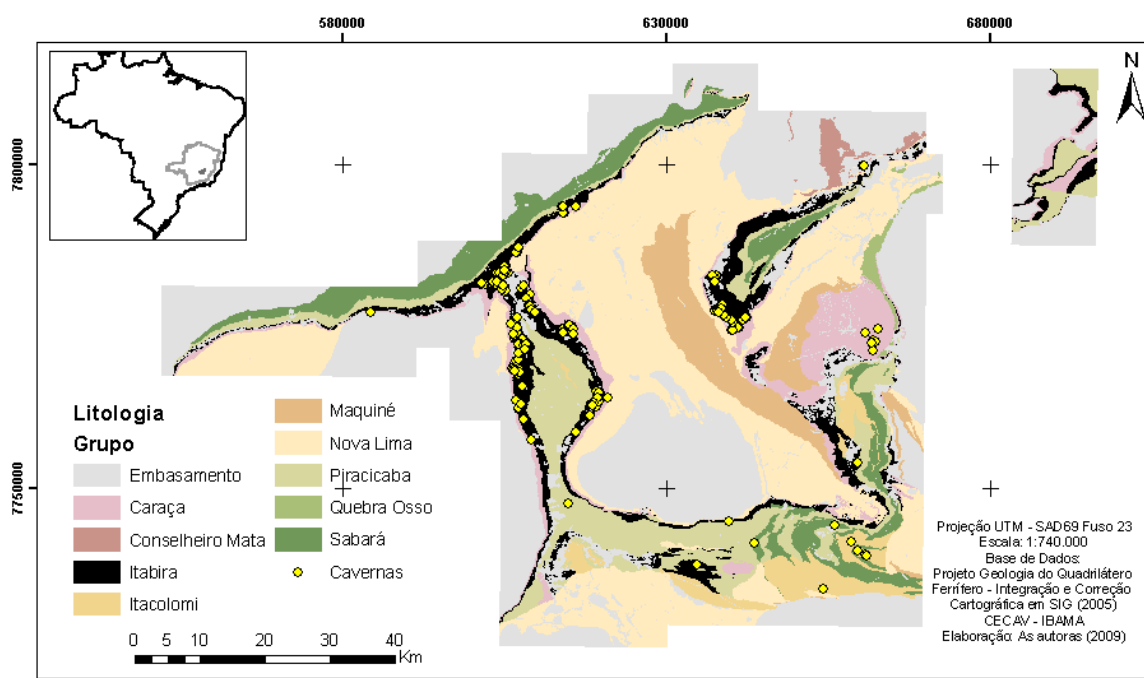 580000
630000
680000
N
7800000
7750000
Litologia
Grupo
Embasamento
Caraça
Conselheiro Mata
Itabira
Itacolomi
Maquiné
Nova Lima
Piracicaba
Quebra Osso
Sabará
Cavernas
0 5 10 20 30 40
Km
Projeção UTM - SAD69 Fuso 23
Escala: 1:740.000
Base de Dados:
Projeto Geologia do Quadrilátero
Ferrífero - Integração e Correção
Cartográfica em SIG (2005)
CECAV - IBAMA
Elaboração: As autoras (2009)